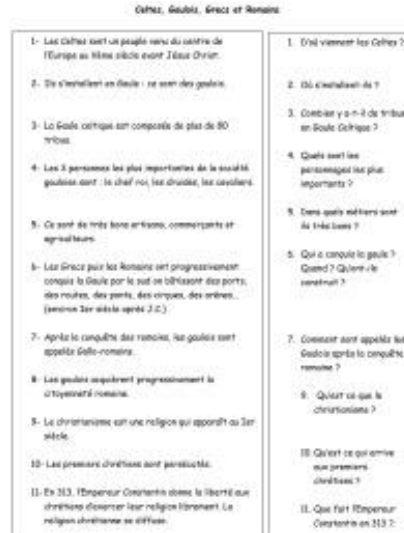 Celtes, Gaulois, Grecs et Romains
1- Les Celtes sont un peuple venu du centre de
l'Europe au siècle avant Jésus Christ.
2- Ils s'installent en Gaule : ce sont des gaulois.
3- La Gaule celtique est composée de plus de 80
tribus.
4- Les 3 personnes les plus importantes de la société
gauloise sont : le chef roi, les druides, les cavaliers.
5- Ce sont de très bons artisans, commerçants et
agriculteurs.
6- Les Grecs puis les Romains ont progressivement
conquis la Gaule par le sud en bâtissant des ports,
des routes, des ponts, des cirques, des arènes...
(environ 1er siècle après J.C.)
7- Après la conquête des romains, les gaulois sont
appelés Gallo-romains.
8- Les gaulois acquièrent progressivement la
citoyenneté romaine.
9- Le christianisme est une religion qui apparaît au 1er
siècle.
10- Les premiers chrétiens sont persécutés.
11- En 313, l'Empereur Constantin donne la liberté aux
chrétiens d'exercer leur religion librement. La
religion chrétienne se diffuse.
1. D'où viennent les Celtes ?
2. Où s'installent-ils ?
3. Combien y a-t-il de tribus
en Gaule Celtique ?
4. Quels sont les
personnages les plus
importants ?
5. Dans quels métiers sont
ils très bons ?
6. Qui a conquis la gaule ?
Quand ? Qu'ont-ils
construit ?
7. Comment sont appelés les
Gaulois après la conquête
romaine ?
9. Qu'est ce que le
christianisme ?
10. Qu'est ce qui arrive
aux premiers
chrétiens ?
11. Que fait l'Empereur
Constantin en 313 ?